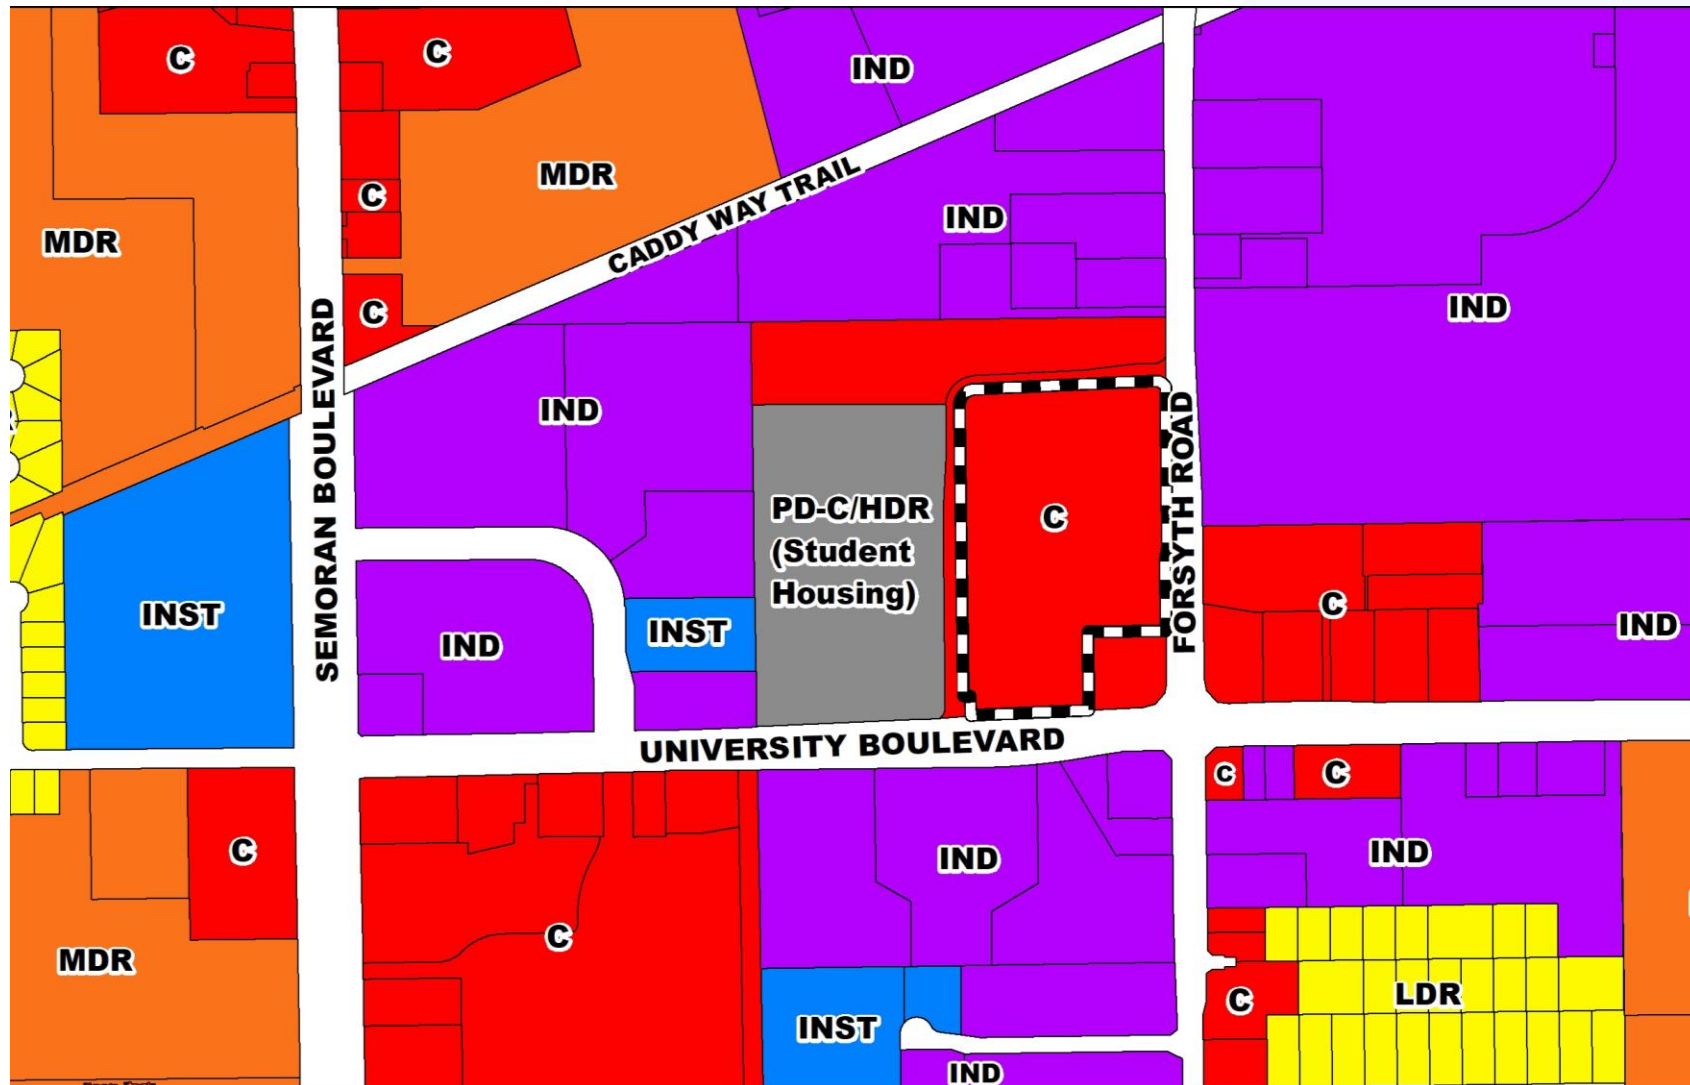 C
C
IND
MDR
C
CADDY WAY TRAIL
IND
MDR
C
IND
SEMORAN BOULEVARD
IND
FORSYTH ROAD
PD-C/HDR
(Student
Housing)
C
C
INST
INST
IND
IND
UNIVERSITY BOULEVARD
C
C
C
IND
IND
C
MDR
LDR
C
INST
IND